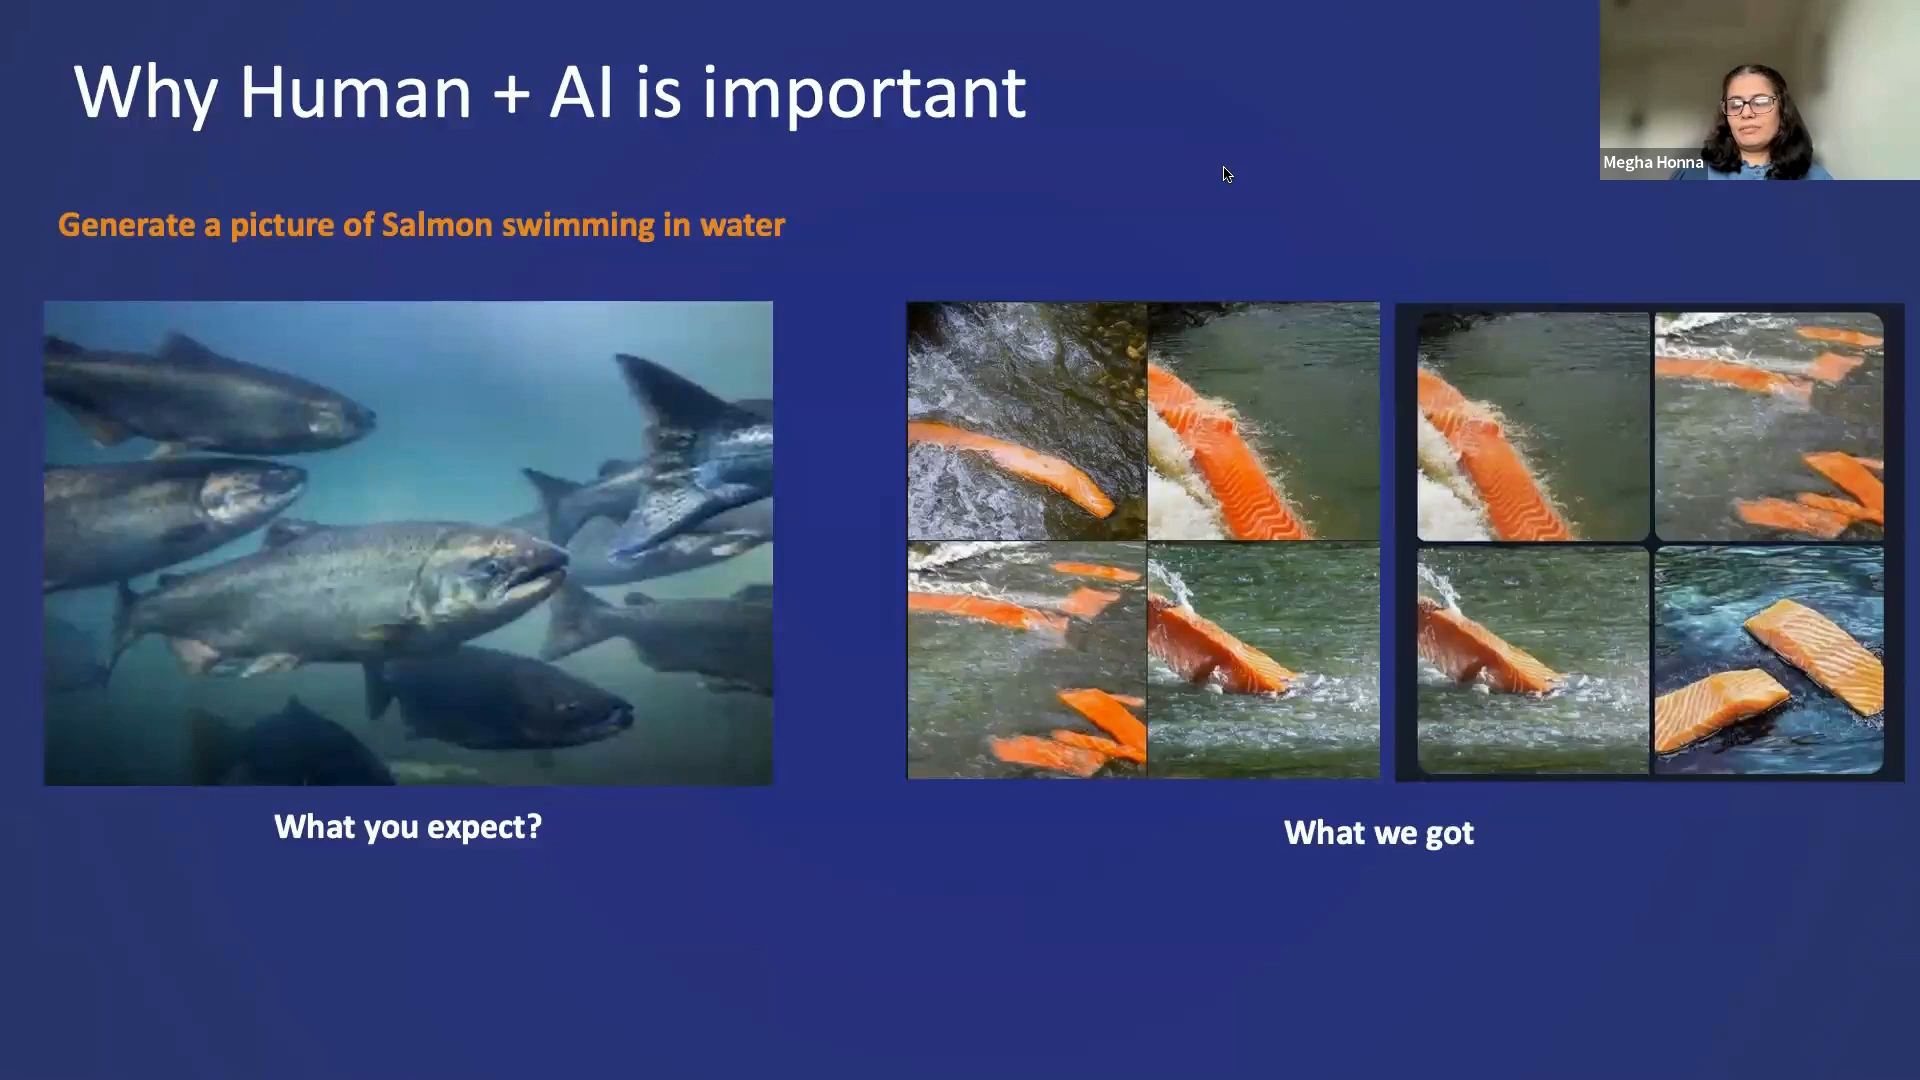 Why Human + AI is important
Megha Honna
Generate a picture of Salmon swimming in water
What you expect?
What we got